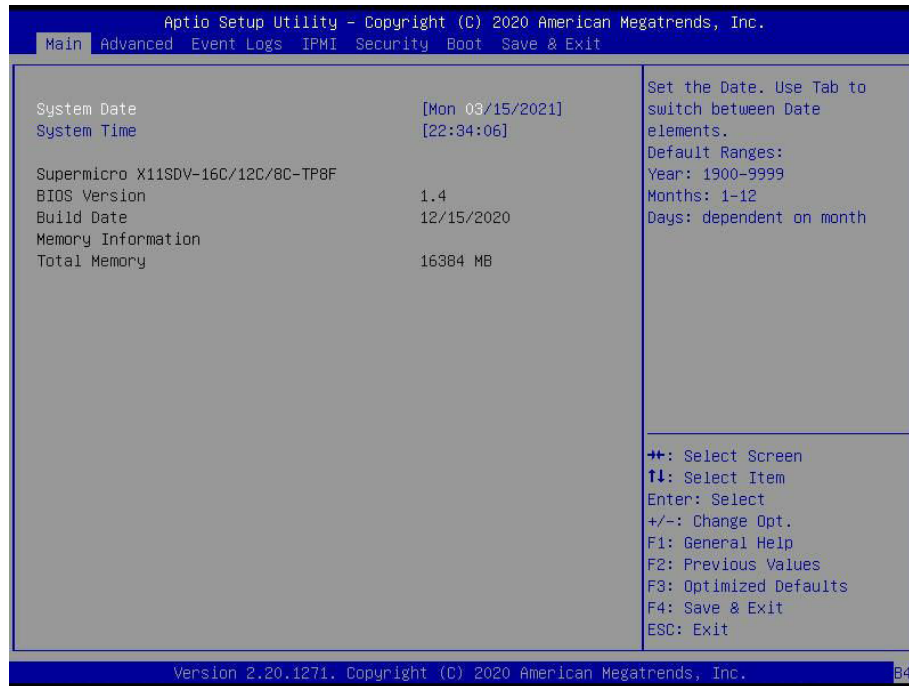 Aptio Setup Utility – Copyright (C) 2020 American Megatrends, Inc.
Main Advanced Event Logs IPMI Security Boot Save & Exit
System Date [Mon 03/15/2021]
System Time [22:34:06]
Supermicro X11SDV-16C/12C/8C-TP8F
BIOS Version 1.4
Build Date 12/15/2020
Memory Information
Total Memory 16384 MB
Set the Date. Use Tab to
switch between Date
elements.
Default Ranges:
Year: 1900-9999
Months: 1-12
Days: dependent on month
→←: Select Screen
↑↓: Select Item
Enter: Select
+/-: Change Opt.
F1: General Help
F2: Previous Values
F3: Optimized Defaults
F4: Save & Exit
ESC: Exit
Version 2.20.1271. Copyright (C) 2020 American Megatrends, Inc.
B4